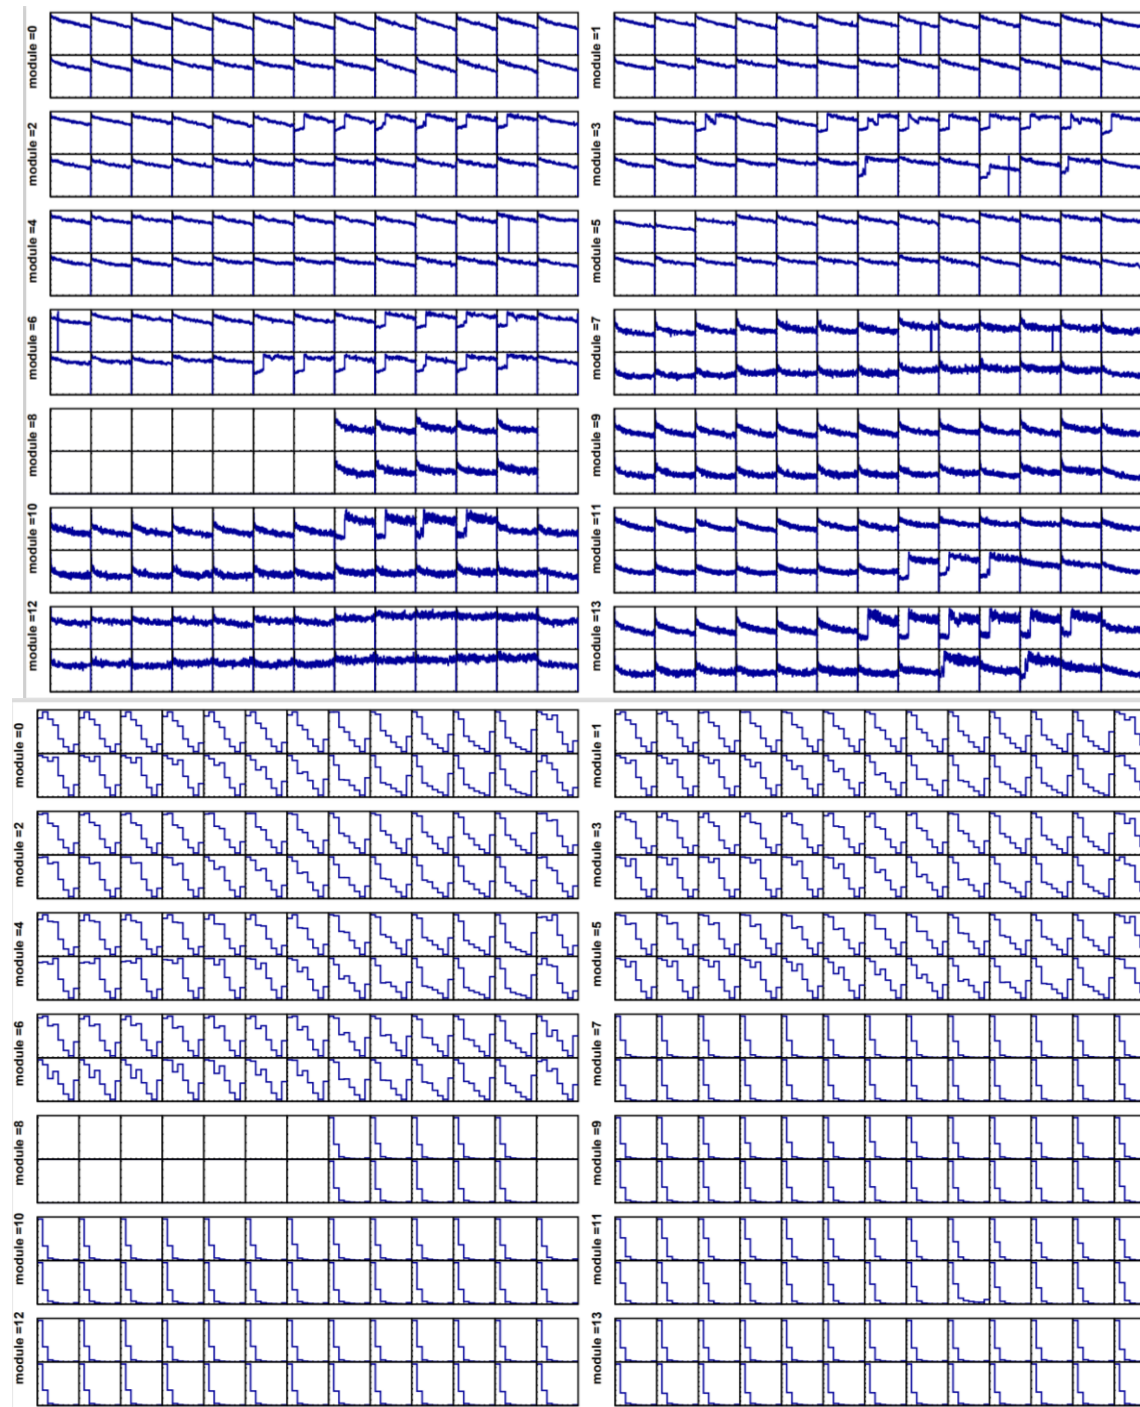 module =0
module =1
module =2
module =3
module =4
module =5
module =6
module =7
module =8
module =9
module =10
module =11
module =12
module =13
module =0
module =1
module =2
module =3
module =4
module =5
module =6
module =7
module =8
module =9
module =10
module =11
module =12
module =13